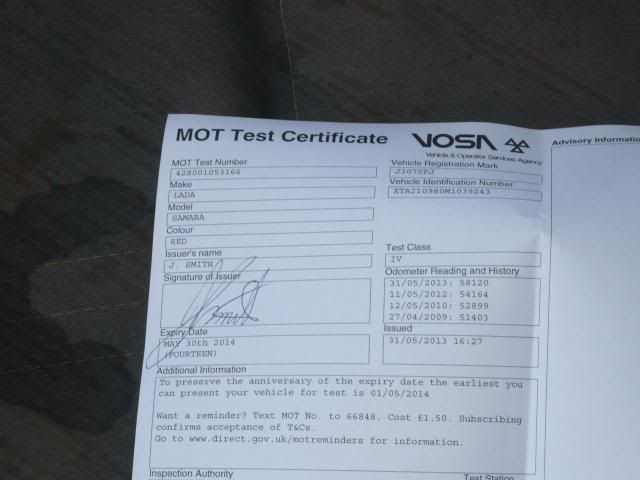 MOT Test Certificate
VOSA
Vehicle & Operator Services Agency
Advisory Informatio
MOT Test Number
428001053166
Vehicle Registration Mark
J307SPJ
Make
LADA
Vehicle Identification Number
XTA210980M1039243
Model
SAMARA
Colour
RED
Issuer's name
J. SMITH
Test Class
IV
Signature of Issuer
Odometer Reading and History
31/05/2013: 58120
11/05/2012: 54164
12/05/2010: 52899
27/04/2009: 51403
Expiry Date
MAY 30th 2014
(FOURTEEN)
Issued
31/05/2013 16:27
Additional Information
To preserve the anniversary of the expiry date the earliest you
can present your vehicle for test is 01/05/2014
Want a reminder? Text MOT No. to 66848. Cost £1.50. Subscribing
confirms acceptance of T&Cs.
Go to www.direct.gov.uk/motreminders for information.
Inspection Authority
Test Station